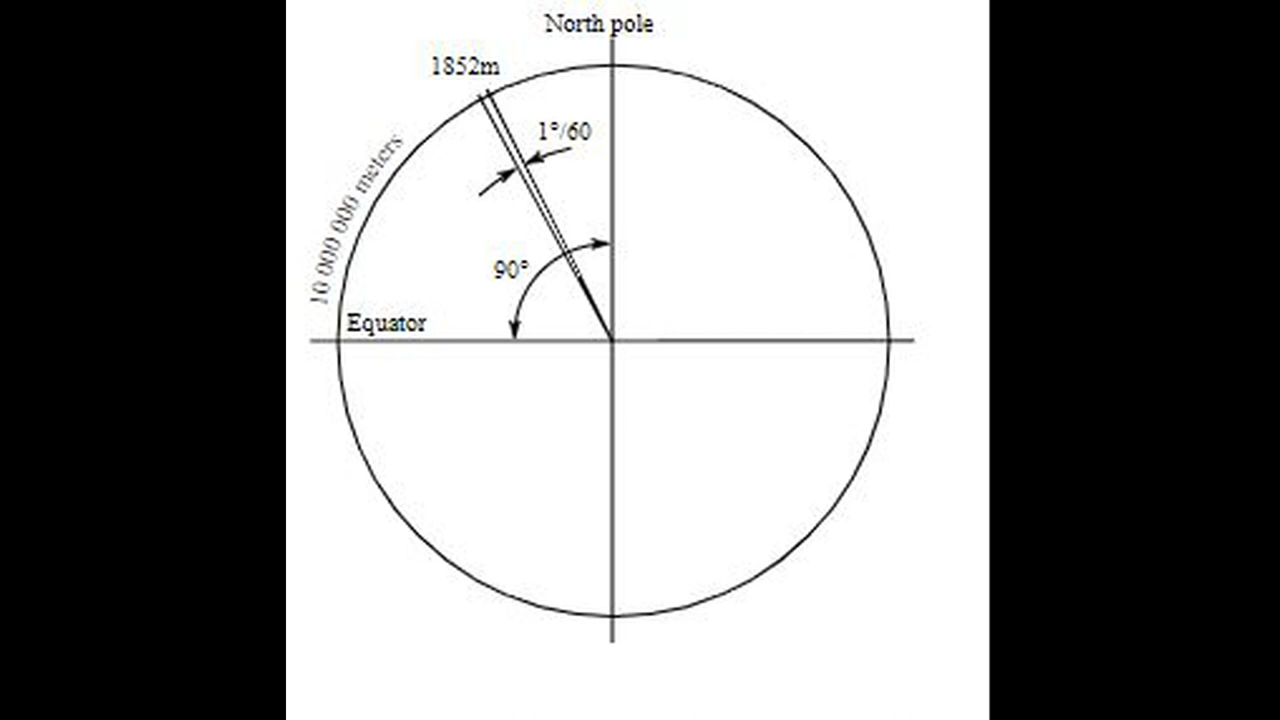 North pole
1852m
1°/60
10 000 000 meters
90°
Equator